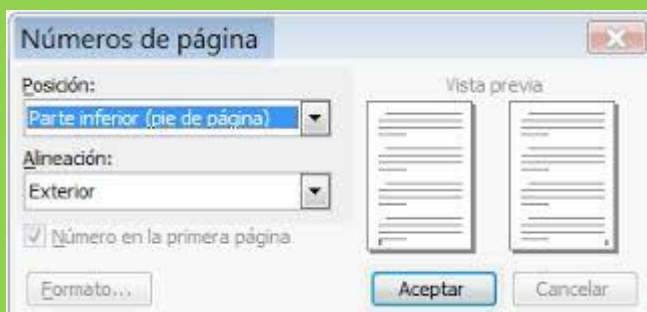 Números de página
Posición:
Vista previa
Parte inferior (pie de página)
Alineación:
Exterior
Número en la primera página
Formato...
Aceptar
Cancelar